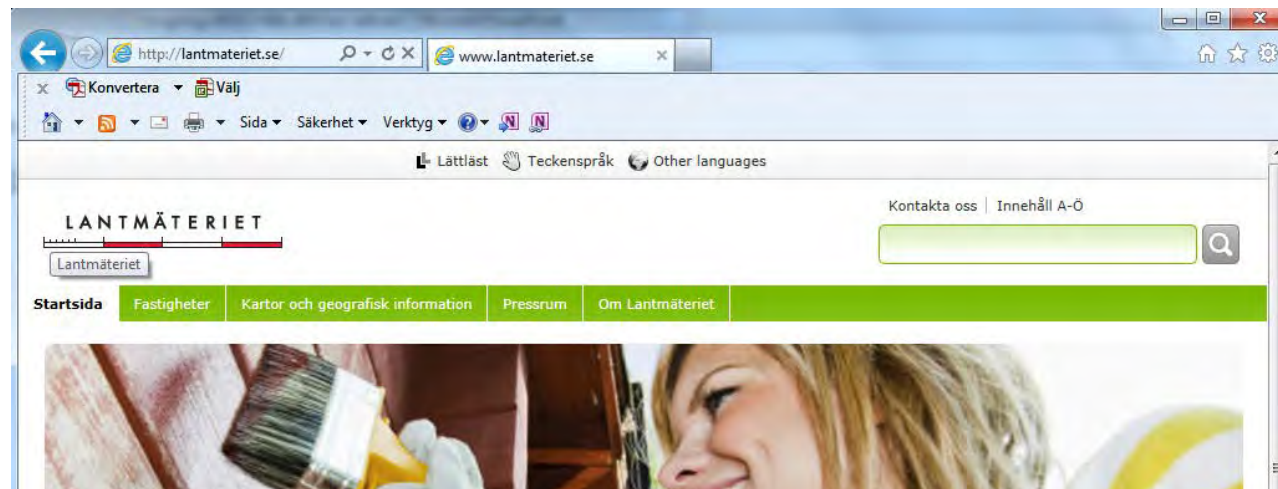 http://lantmateriet.se/ www.lantmateriet.se
Konvertera Välj
Sida Säkerhet Verktyg
Lättläst Teckenspråk Other languages
Kontakta oss Innehåll A-Ö
LANTMÄTERIET
Lantmäteriet
Startsida Fastigheter Kartor och geografisk information Pressrum Om Lantmäteriet